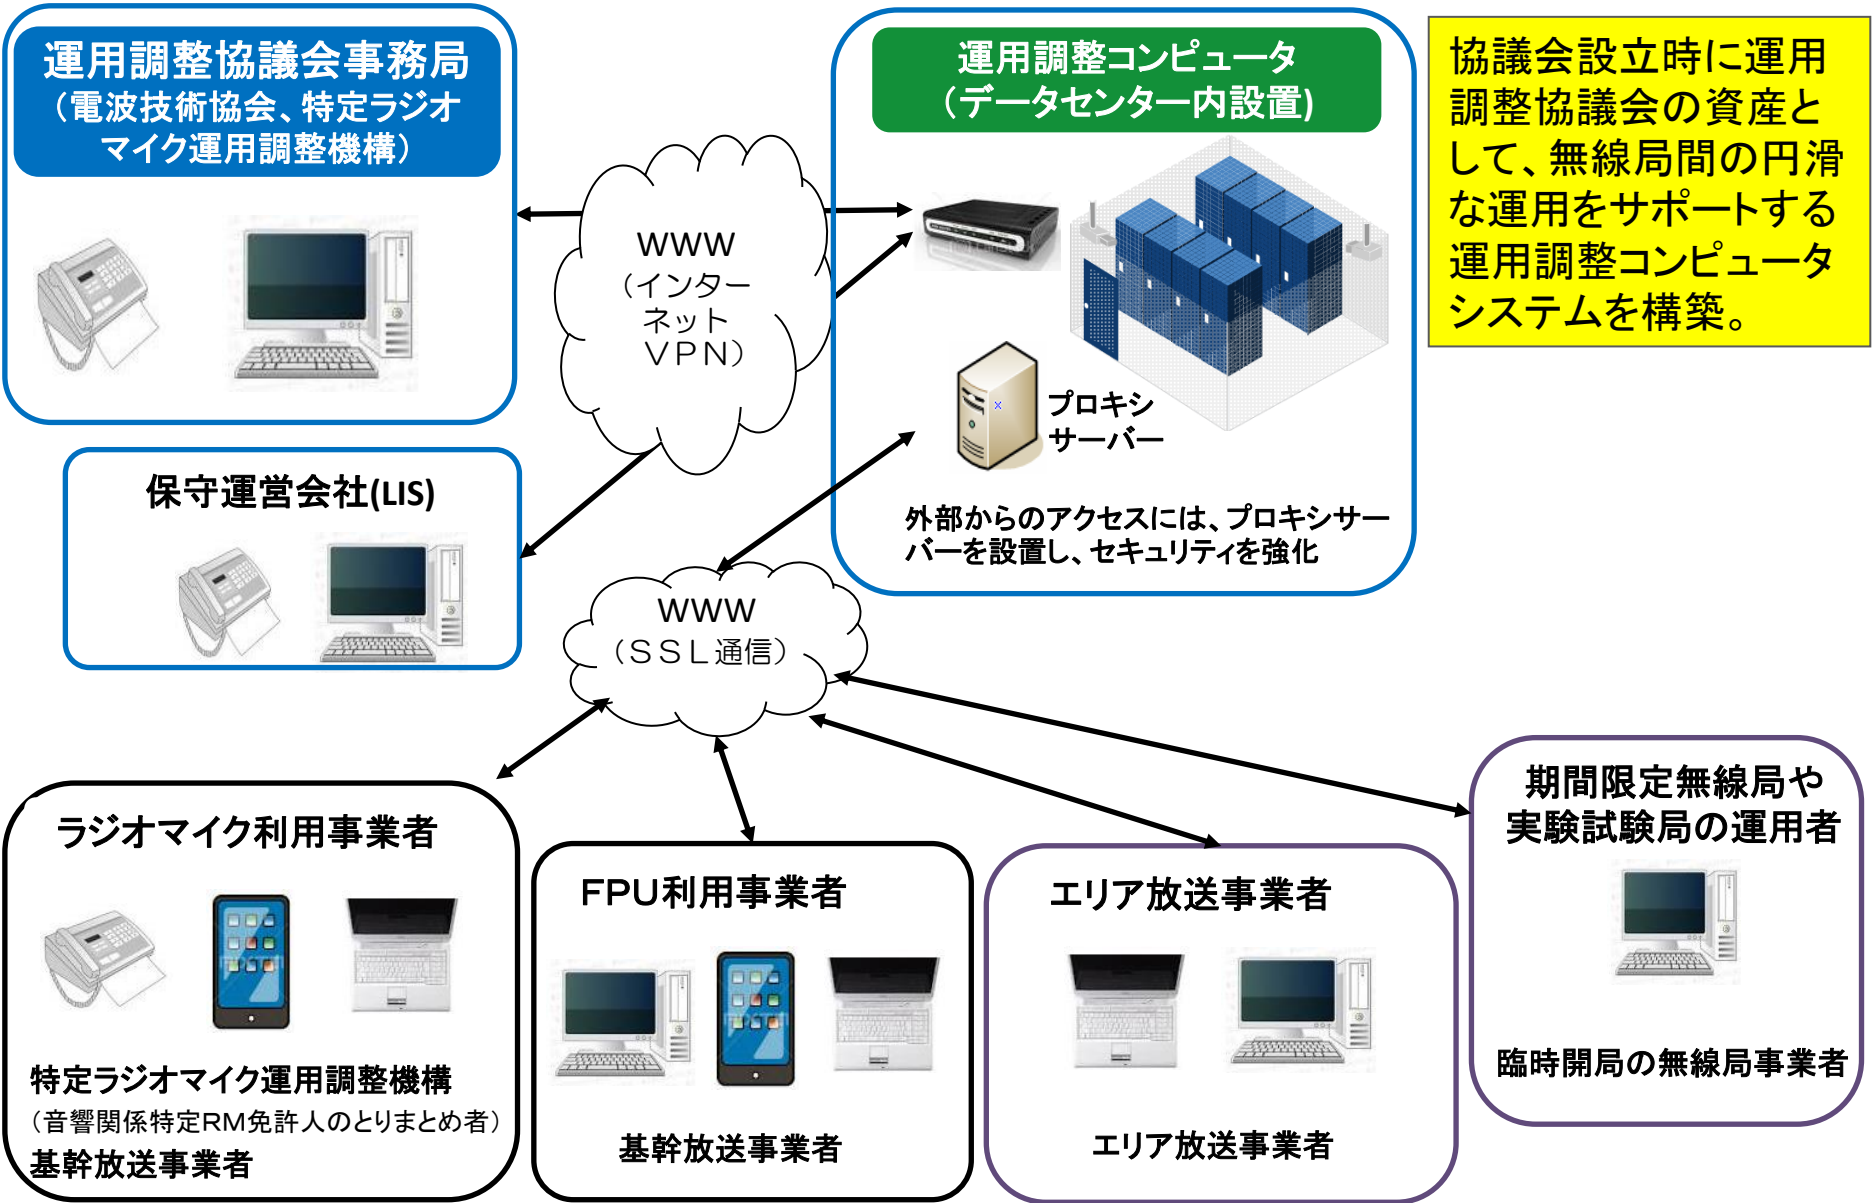 運用調整協議会事務局
（電波技術協会、特定ラジオ
マイク運用調整機構）
運用調整コンピュータ
（データセンター内設置)
協議会設立時に運用
調整協議会の資産と
して、無線局間の円滑
な運用をサポートする
運用調整コンピュータ
システムを構築。
WWW
（インター
ネット
ＶＰＮ）
プロキシ
サーバー
外部からのアクセスには、プロキシサー
バーを設置し、セキュリティを強化
保守運営会社(LIS)
WWW
（ＳＳＬ通信）
ラジオマイク利用事業者
特定ラジオマイク運用調整機構
（音響関係特定RM免許人のとりまとめ者）
基幹放送事業者
ＦＰＵ利用事業者
基幹放送事業者
エリア放送事業者
エリア放送事業者
期間限定無線局や
実験試験局の運用者
臨時開局の無線局事業者